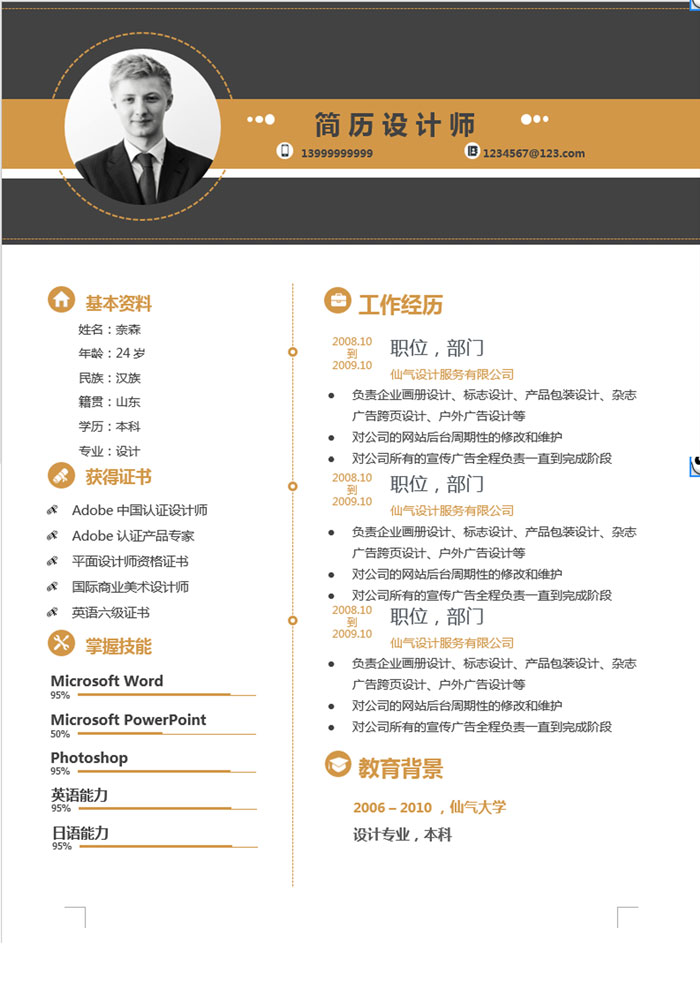 简历设计师
13999999999
1234567@123.com
基本资料
姓名：奈森
年龄：24 岁
民族：汉族
籍贯：山东
学历：本科
专业：设计
获得证书
Adobe 中国认证设计师
Adobe 认证产品专家
平面设计师资格证书
国际商业美术设计师
英语六级证书
掌握技能
Microsoft Word
95%
Microsoft PowerPoint
50%
Photoshop
95%
英语能力
95%
日语能力
95%
工作经历
2008.10
到
2009.10
职位，部门
仙气设计服务有限公司
负责企业画册设计、标志设计、产品包装设计、杂志
广告跨页设计、户外广告设计等
对公司的网站后台周期性的修改和维护
对公司所有的宣传广告全程负责一直到完成阶段
2008.10
到
2009.10
职位，部门
仙气设计服务有限公司
负责企业画册设计、标志设计、产品包装设计、杂志
广告跨页设计、户外广告设计等
对公司的网站后台周期性的修改和维护
对公司所有的宣传广告全程负责一直到完成阶段
2008.10
到
2009.10
职位，部门
仙气设计服务有限公司
负责企业画册设计、标志设计、产品包装设计、杂志
广告跨页设计、户外广告设计等
对公司的网站后台周期性的修改和维护
对公司所有的宣传广告全程负责一直到完成阶段
教育背景
2006 – 2010 ，仙气大学
设计专业，本科